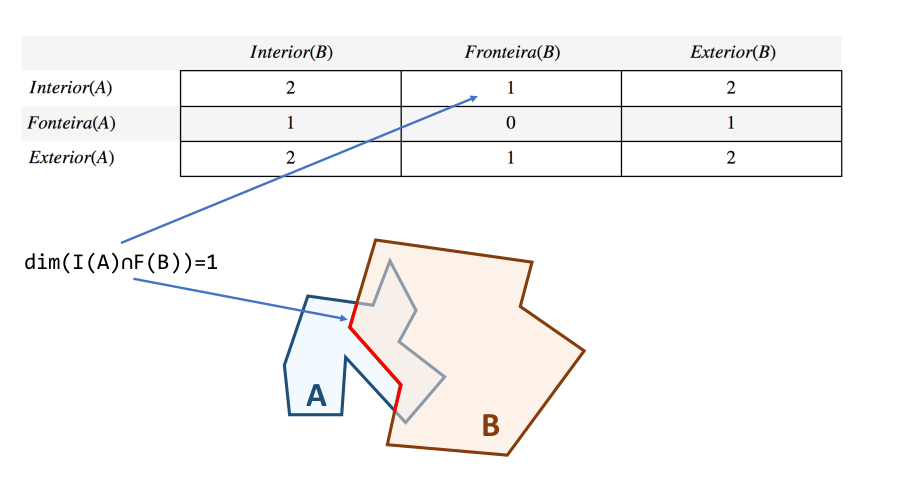 Interior(B) Fronteira(B) Exterior(B)
Interior(A) 2 1 2
Fonteira(A) 1 0 1
Exterior(A) 2 1 2
dim(I(A)∩F(B))=1
A
B